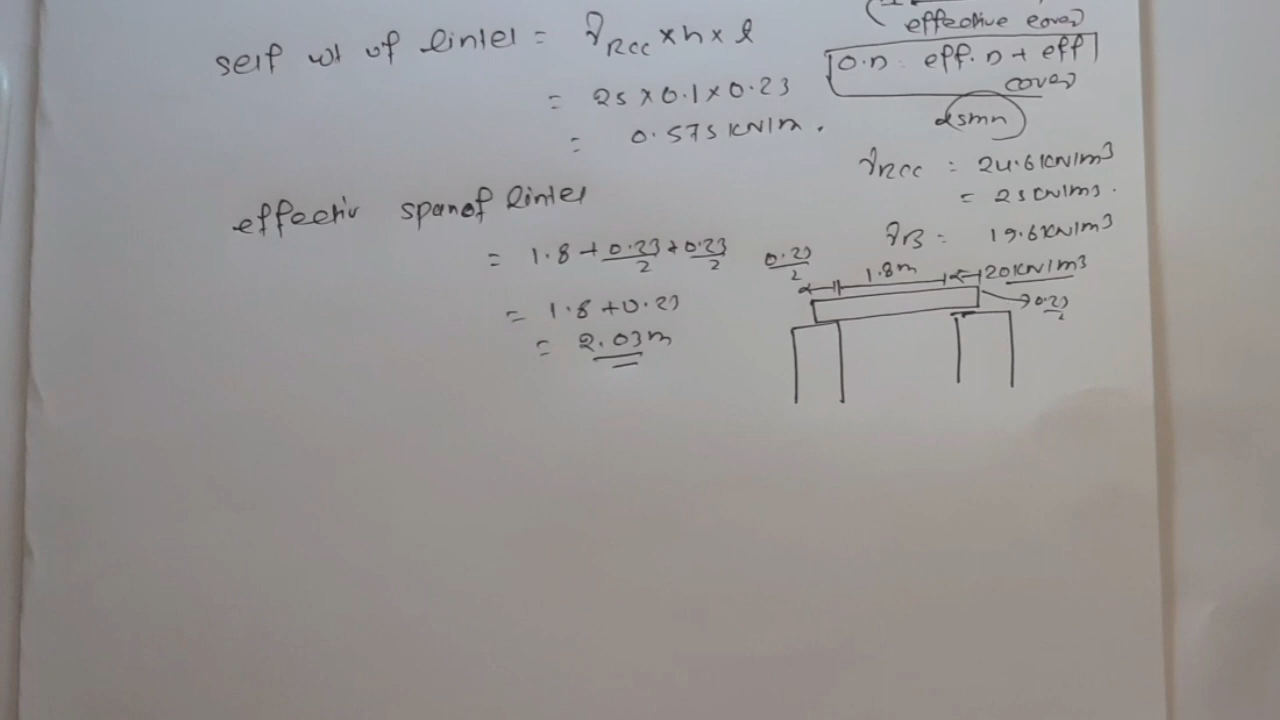 self wt of lintel = γRCC × h × l
= 25 × 0.1 × 0.23
= 0.575 KN/m.
effective cover
O.D = eff. D + eff
cover
25mm
γRCC = 24.6 KN/m3
= 25 KN/m3.
γB = 19.6 KN/m3
20 KN/m3
effectiv span of lintel
= 1.8 + 0.23/2 + 0.23/2
= 1.8 + 0.23
= 2.03m
0.23/2
1.8m
0.23/2